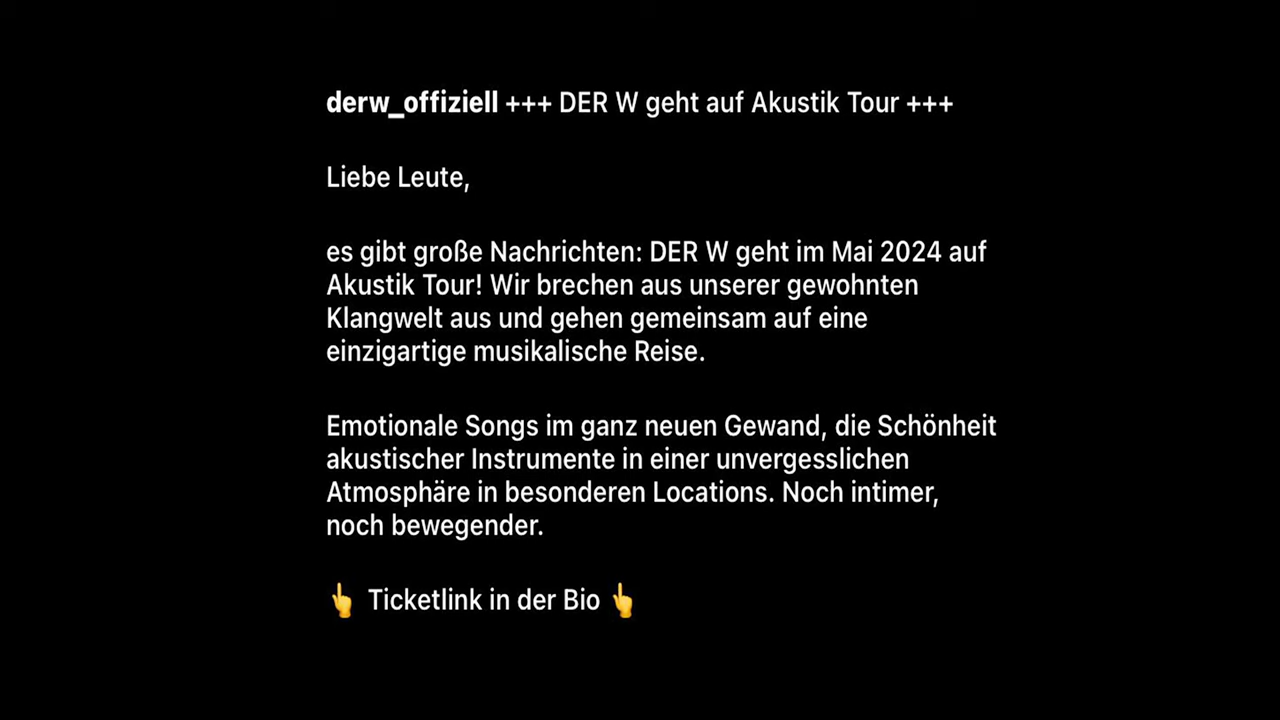 derw_offiziell +++ DER W geht auf Akustik Tour +++
Liebe Leute,
es gibt große Nachrichten: DER W geht im Mai 2024 auf
Akustik Tour! Wir brechen aus unserer gewohnten
Klangwelt aus und gehen gemeinsam auf eine
einzigartige musikalische Reise.
Emotionale Songs im ganz neuen Gewand, die Schönheit
akustischer Instrumente in einer unvergesslichen
Atmosphäre in besonderen Locations. Noch intimer,
noch bewegender.
👆 Ticketlink in der Bio 👆